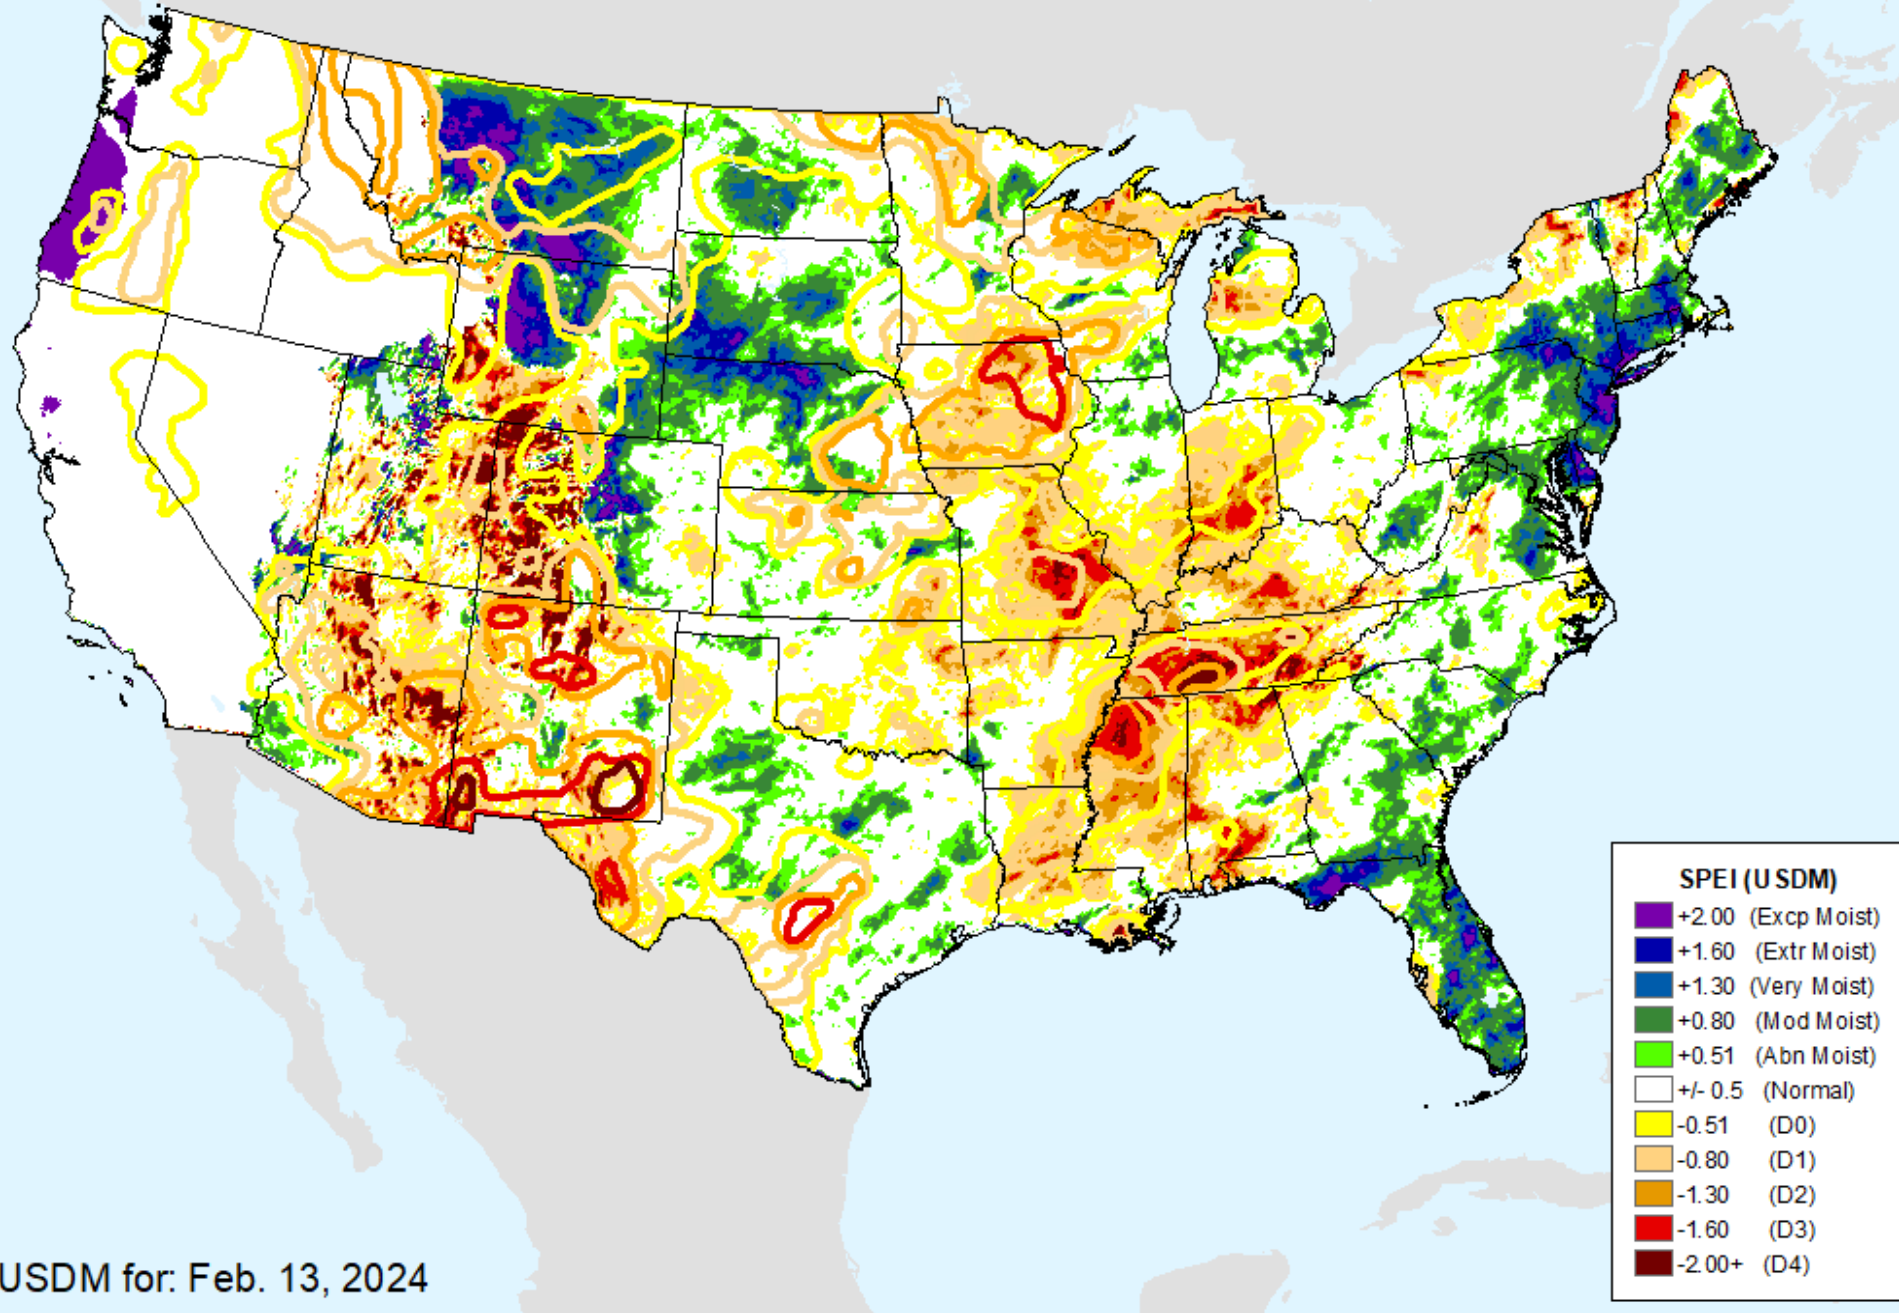 SPEI (USDM)
+2.00 (Excp Moist)
+1.60 (Extr Moist)
+1.30 (Very Moist)
+0.80 (Mod Moist)
+0.51 (Abn Moist)
+/- 0.5 (Normal)
-0.51 (D0)
-0.80 (D1)
-1.30 (D2)
-1.60 (D3)
-2.00+ (D4)
USDM for: Feb. 13, 2024